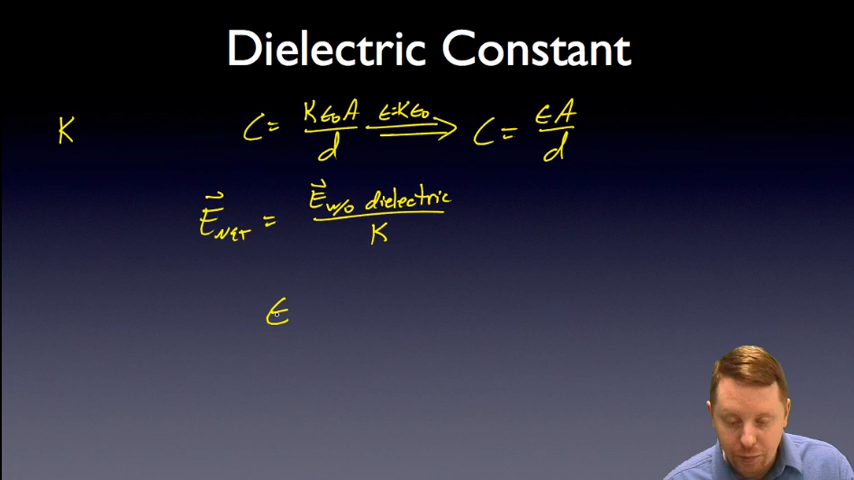 Dielectric Constant
K C = Kϵ₀A/d ϵ=Kϵ₀ ⟹ C = ϵA/d
E⃗NET = E⃗w/o dielectric / K
ϵ